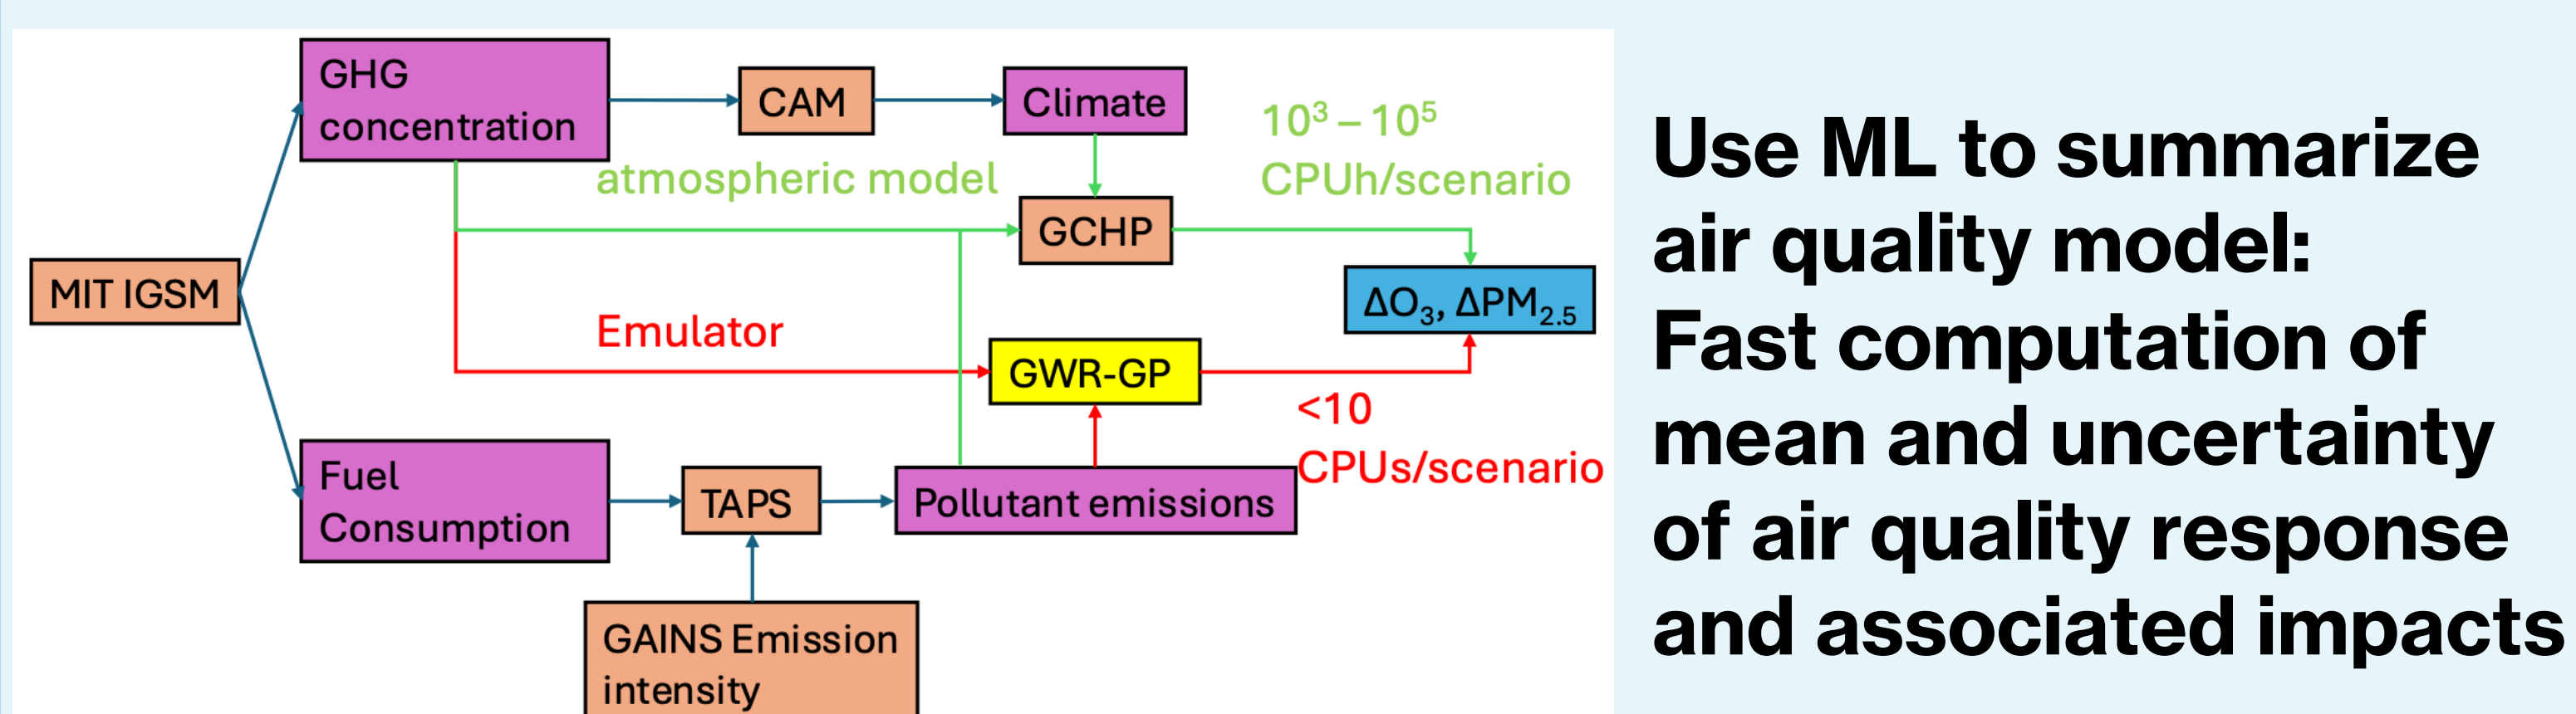 GHG
concentration
CAM
Climate
10³ – 10⁵
CPUh/scenario
atmospheric model
GCHP
MIT IGSM
ΔO₃, ΔPM₂.₅
Emulator
GWR-GP
<10
CPUs/scenario
Fuel
Consumption
TAPS
Pollutant emissions
GAINS Emission
intensity
Use ML to summarize
air quality model:
Fast computation of
mean and uncertainty
of air quality response
and associated impacts